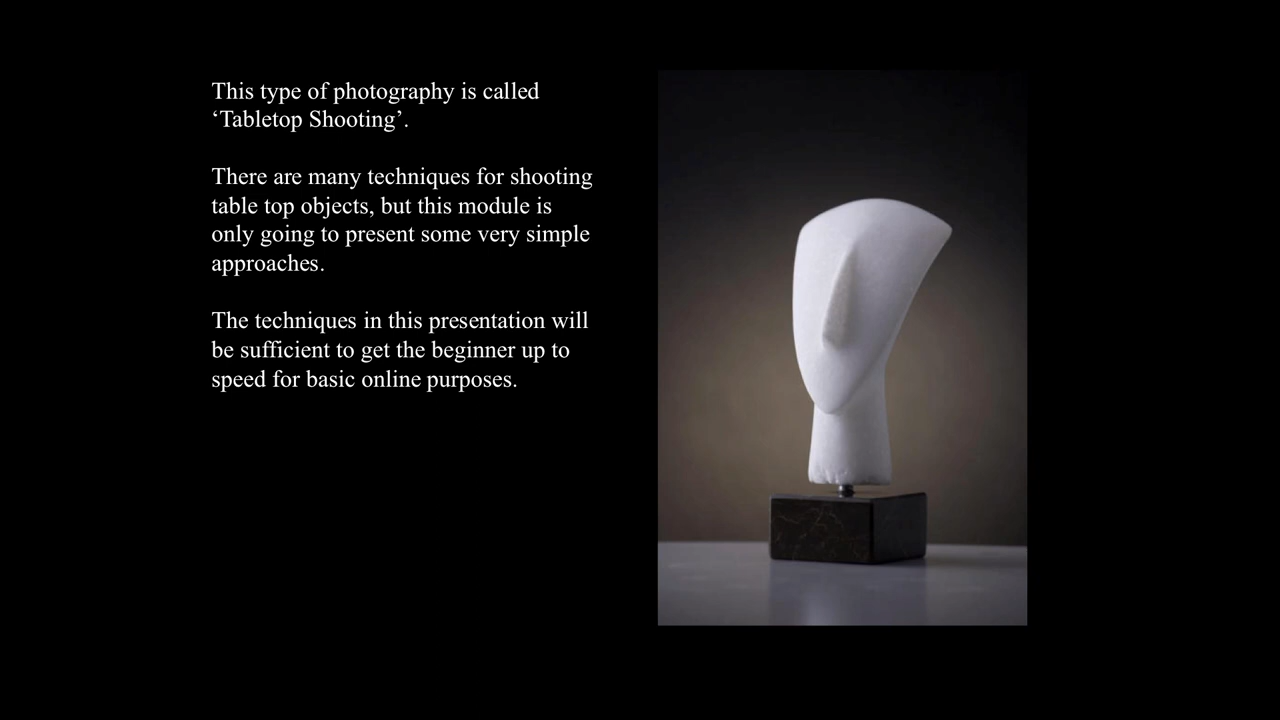 This type of photography is called
‘Tabletop Shooting’.
There are many techniques for shooting
table top objects, but this module is
only going to present some very simple
approaches.
The techniques in this presentation will
be sufficient to get the beginner up to
speed for basic online purposes.